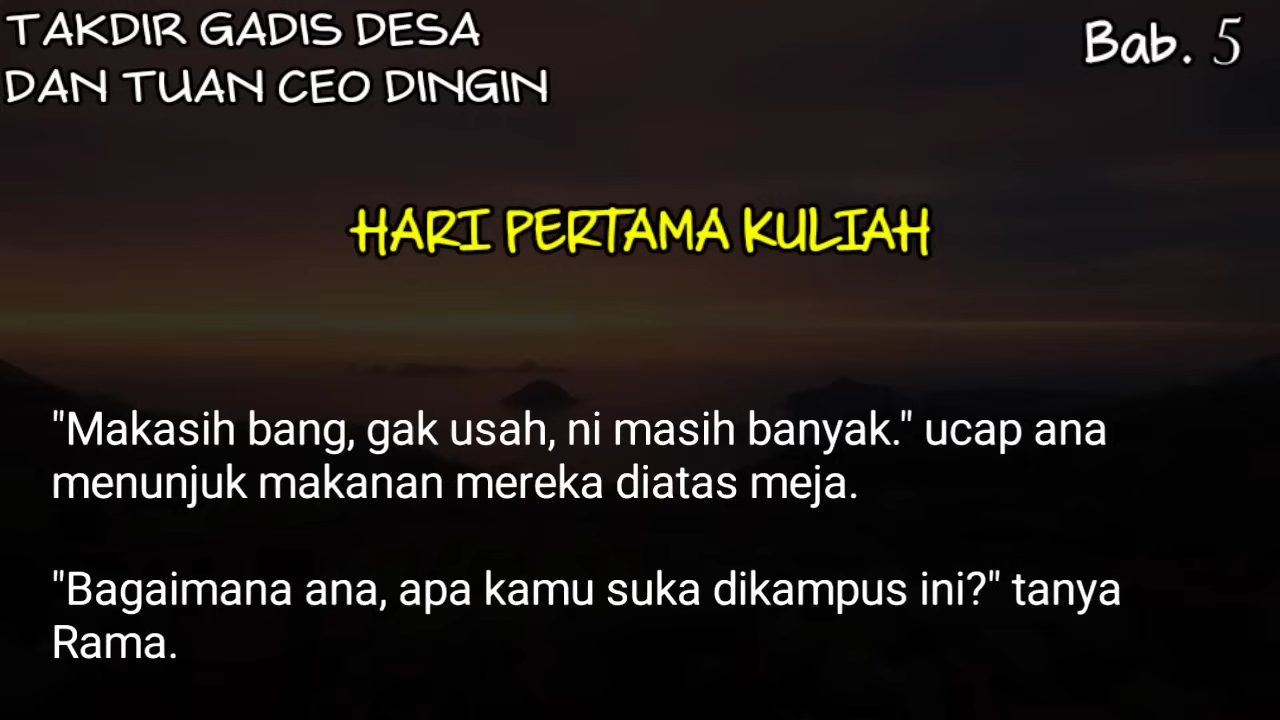 TAKDIR GADIS DESA
DAN TUAN CEO DINGIN
Bab. 5
HARI PERTAMA KULIAH
"Makasih bang, gak usah, ni masih banyak." ucap ana
menunjuk makanan mereka diatas meja.
"Bagaimana ana, apa kamu suka dikampus ini?" tanya
Rama.